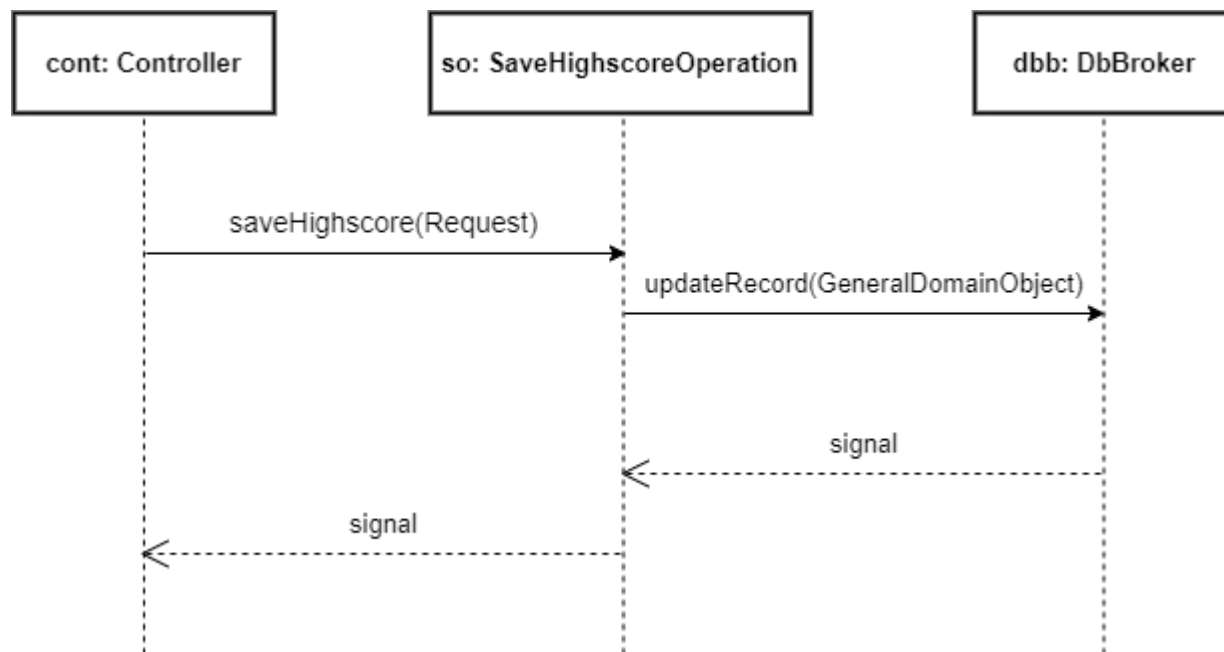 cont: Controller
so: SaveHighscoreOperation
dbb: DbBroker
saveHighscore(Request)
updateRecord(GeneralDomainObject)
signal
signal